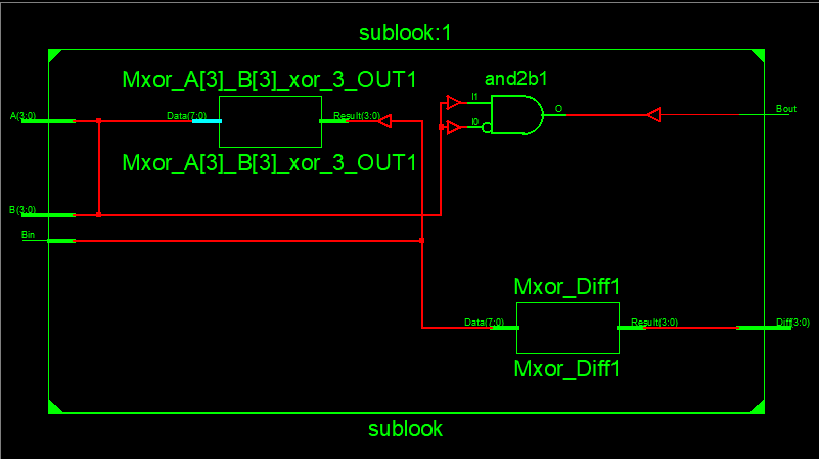 sublook:1
Mxor_A[3]_B[3]_xor_3_OUT1
and2b1
A(3:0)
Data(7:0)
Result(3:0)
I1
I0
O
Bout
Mxor_A[3]_B[3]_xor_3_OUT1
B(3:0)
Bin
Mxor_Diff1
Data(7:0)
Result(3:0)
Diff(3:0)
Mxor_Diff1
sublook